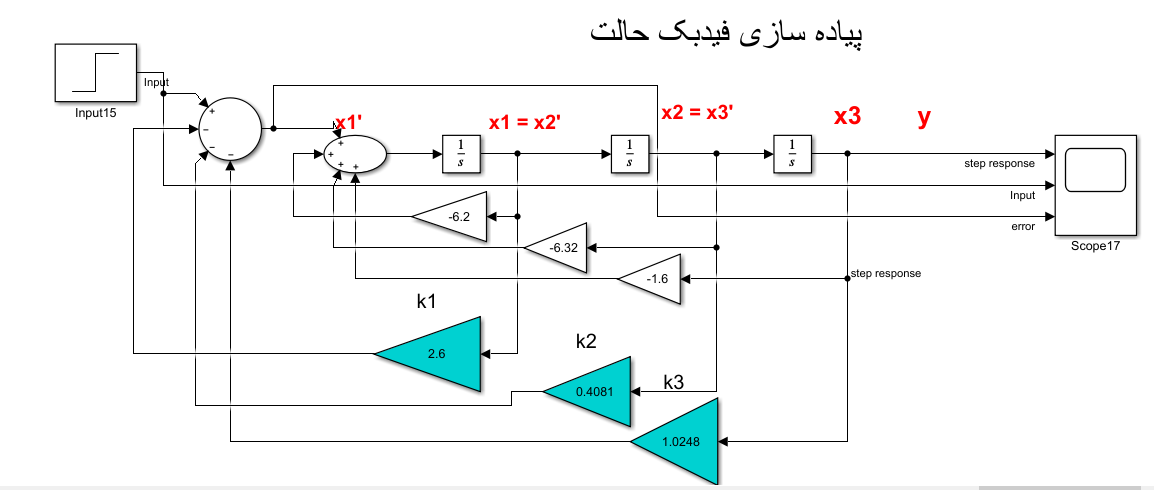 پیاده سازی فیدبک حالت
Input
Input15
+
−
−
−
x1'
+
+
+
+
1
s
x1 = x2'
1
s
x2 = x3'
1
s
x3
y
step response
Input
error
Scope17
-6.2
-6.32
-1.6
step response
k1
2.6
k2
0.4081
k3
1.0248